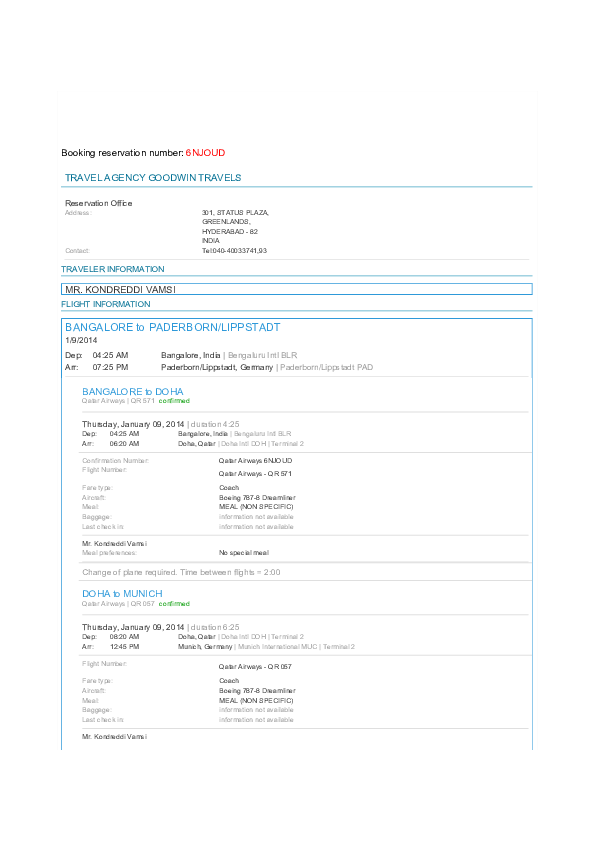 Booking reservation number: 6NJOUD
TRAVEL AGENCY GOODWIN TRAVELS
Reservation Office
Address: 301, STATUS PLAZA,
GREENLANDS,
HYDERABAD - 82
INDIA
Contact: Tel:040-40033741,93
TRAVELER INFORMATION
MR. KONDREDDI VAMSI
FLIGHT INFORMATION
BANGALORE to PADERBORN/LIPPSTADT
1/9/2014
Dep: 04:25 AM Bangalore, India | Bengaluru Intl BLR
Arr: 07:25 PM Paderborn/Lippstadt, Germany | Paderborn/Lippstadt PAD
BANGALORE to DOHA
Qatar Airways | QR 571 confirmed
Thursday, January 09, 2014 | duration 4:25
Dep: 04:25 AM Bangalore, India | Bengaluru Intl BLR
Arr: 06:20 AM Doha, Qatar | Doha Intl DOH | Terminal 2
Confirmation Number: Qatar Airways 6NJOUD
Flight Number: Qatar Airways - QR 571
Fare type: Coach
Aircraft: Boeing 787-8 Dreamliner
Meal: MEAL (NON SPECIFIC)
Baggage: information not available
Last check in: information not available
Mr. Kondreddi Vamsi
Meal preferences: No special meal
Change of plane required. Time between flights = 2:00
DOHA to MUNICH
Qatar Airways | QR 057 confirmed
Thursday, January 09, 2014 | duration 6:25
Dep: 08:20 AM Doha, Qatar | Doha Intl DOH | Terminal 2
Arr: 12:45 PM Munich, Germany | Munich International MUC | Terminal 2
Flight Number: Qatar Airways - QR 057
Fare type: Coach
Aircraft: Boeing 787-8 Dreamliner
Meal: MEAL (NON SPECIFIC)
Baggage: information not available
Last check in: information not available
Mr. Kondreddi Vamsi